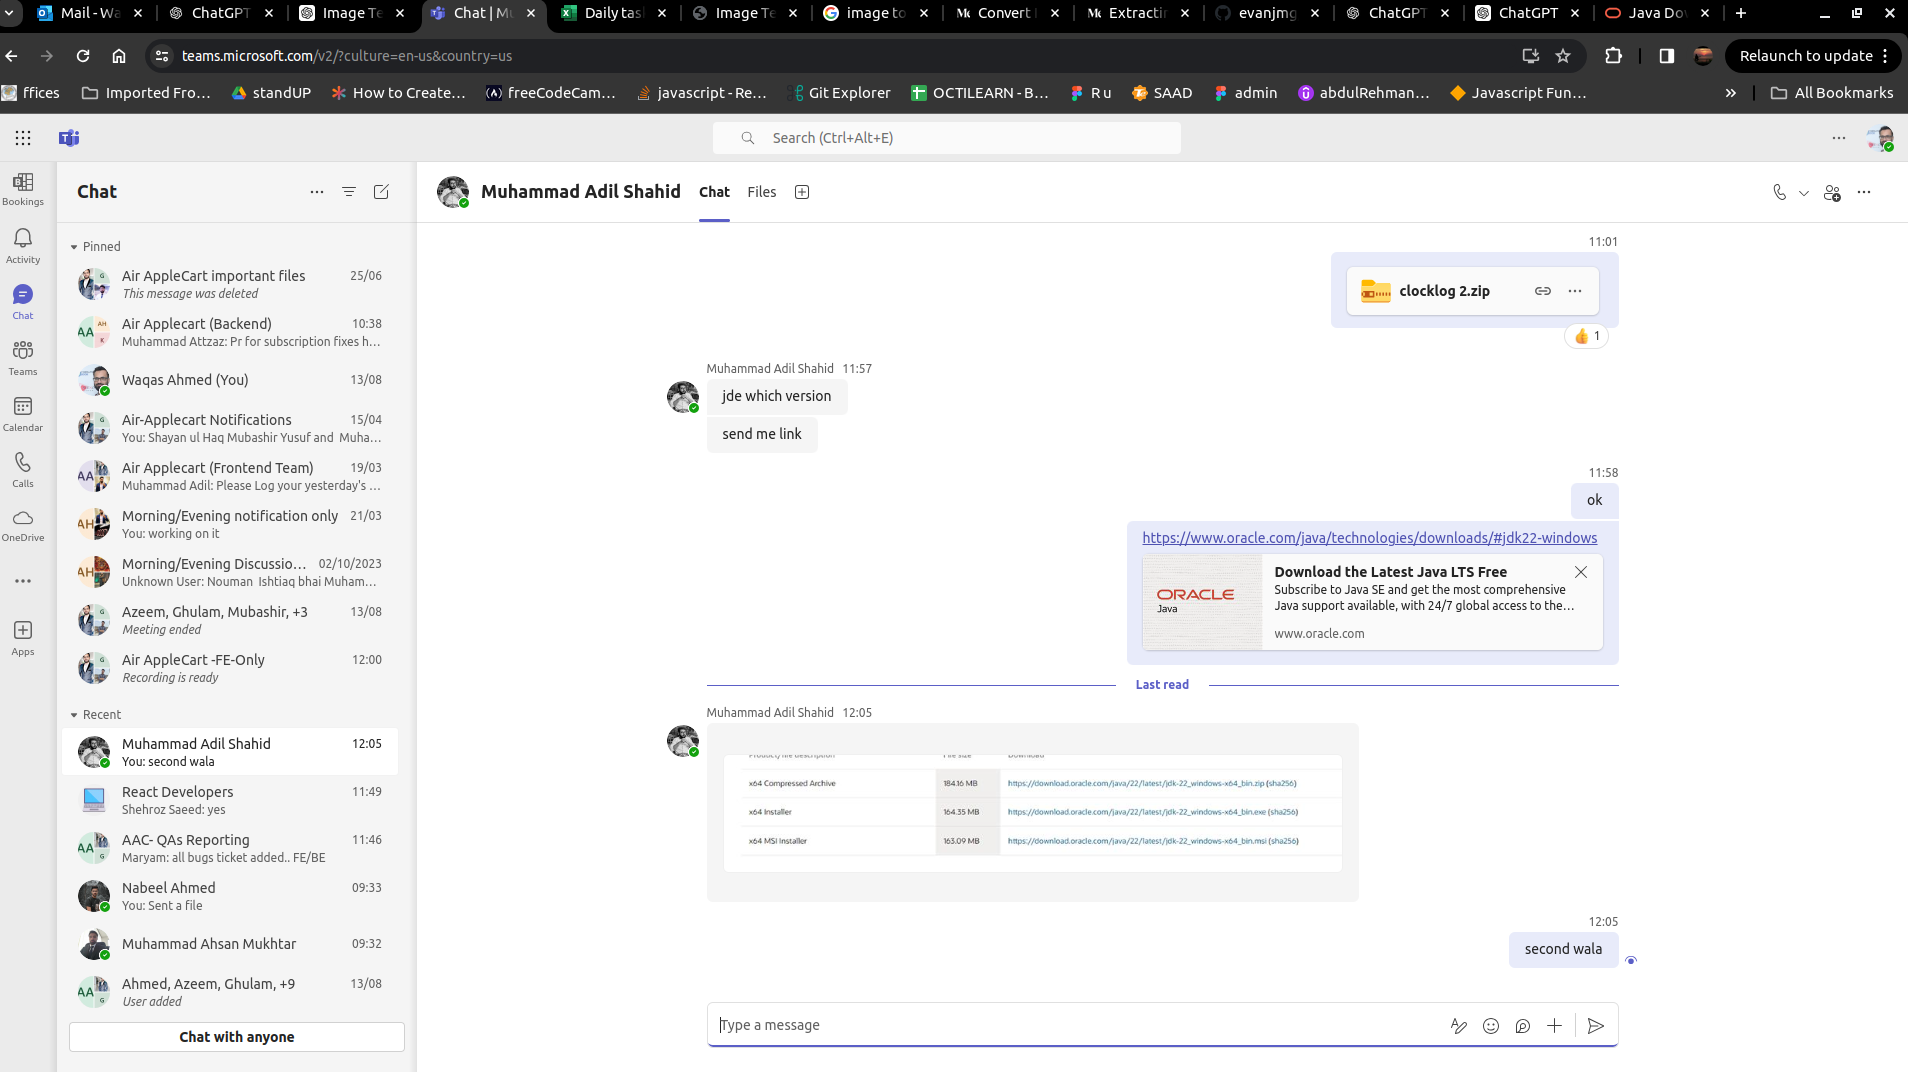 Mail - Wa
ChatGPT
Image Te
Chat | Mu
Daily tas
Image Te
image to
Convert
Extractin
evanjmg
ChatGPT
ChatGPT
Java Do
teams.microsoft.com/v2/?culture=en-us&country=us
Relaunch to update
ffices
Imported Fro...
standUP
How to Create...
freeCodeCam...
javascript - Re...
Git Explorer
OCTILEARN - B...
R u
SAAD
admin
abdulRehman...
Javascript Fun...
All Bookmarks
Search (Ctrl+Alt+E)
Bookings
Activity
Chat
Teams
Calendar
Calls
OneDrive
Apps
Chat
Pinned
Air AppleCart important files 25/06
This message was deleted
Air Applecart (Backend) 10:38
Muhammad Attzaz: Pr for subscription fixes h...
Waqas Ahmed (You) 13/08
Air-Applecart Notifications 15/04
You: Shayan ul Haq Mubashir Yusuf and Muha...
Air Applecart (Frontend Team) 19/03
Muhammad Adil: Please Log your yesterday's ...
Morning/Evening notification only 21/03
You: working on it
Morning/Evening Discussio... 02/10/2023
Unknown User: Nouman Ishtiaq bhai Muham...
Azeem, Ghulam, Mubashir, +3 13/08
Meeting ended
Air AppleCart -FE-Only 12:00
Recording is ready
Recent
Muhammad Adil Shahid 12:05
You: second wala
React Developers 11:49
Shehroz Saeed: yes
AAC- QAs Reporting 11:46
Maryam: all bugs ticket added.. FE/BE
Nabeel Ahmed 09:33
You: Sent a file
Muhammad Ahsan Mukhtar 09:32
Ahmed, Azeem, Ghulam, +9 13/08
User added
Chat with anyone
Muhammad Adil Shahid Chat Files
11:01
clocklog 2.zip
1
Muhammad Adil Shahid 11:57
jde which version
send me link
11:58
ok
https://www.oracle.com/java/technologies/downloads/#jdk22-windows
ORACLE
Java
Download the Latest Java LTS Free
Subscribe to Java SE and get the most comprehensive
Java support available, with 24/7 global access to the...
www.oracle.com
Last read
Muhammad Adil Shahid 12:05
Product/file description File size Download
x64 Compressed Archive 184.16 MB https://download.oracle.com/java/22/latest/jdk-22_windows-x64_bin.zip (sha256)
x64 Installer 164.35 MB https://download.oracle.com/java/22/latest/jdk-22_windows-x64_bin.exe (sha256)
x64 MSI Installer 163.09 MB https://download.oracle.com/java/22/latest/jdk-22_windows-x64_bin.msi (sha256)
12:05
second wala
Type a message